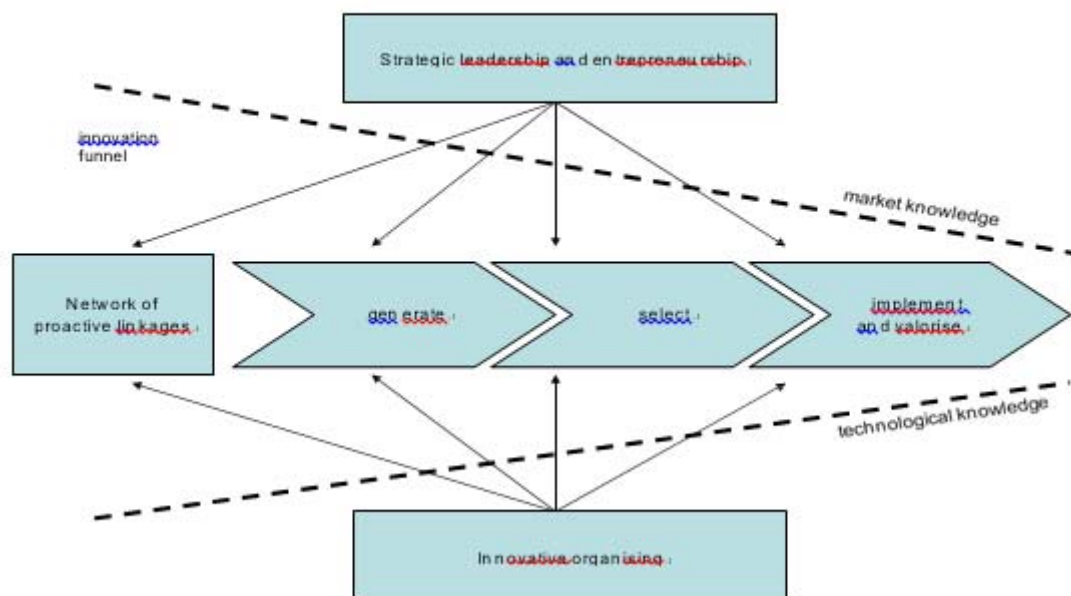 Strategic leadership and entrepreneurship
innovation
funnel
market knowledge
Network of
proactive linkages
generate
select
implement
and valorise
technological knowledge
Innovative organising